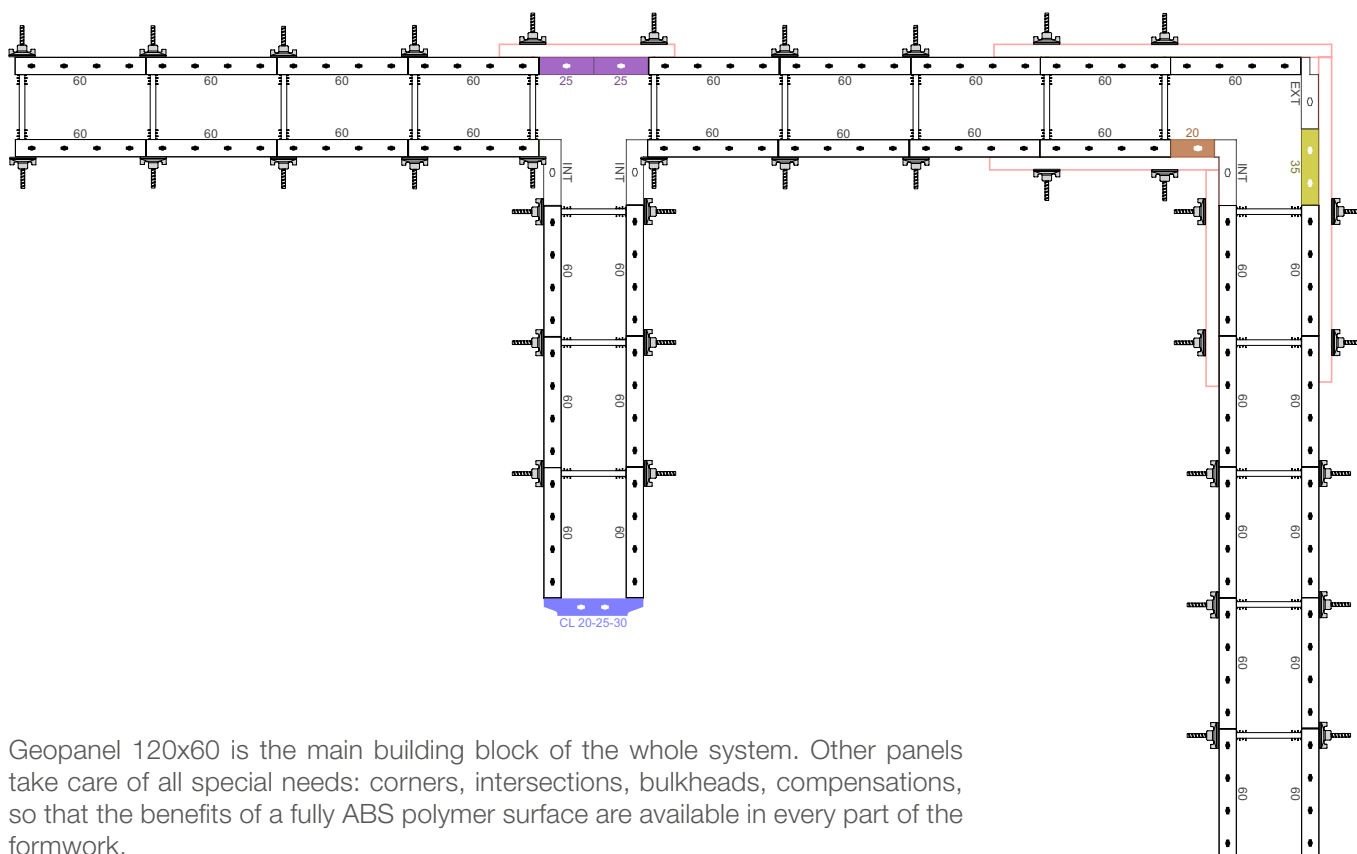 60 60 60 60 25 25 60 60 60 60 60
EXT 0
60 60 60 60 60 60 60 60 20
0 INT INT 0 0 INT 35
60 60 60 60
60 60 60 60
60 60 60 60
CL 20-25-30
60 60
Geopanel 120x60 is the main building block of the whole system. Other panels
take care of all special needs: corners, intersections, bulkheads, compensations,
60 60
so that the benefits of a fully ABS polymer surface are available in every part of the
formwork.